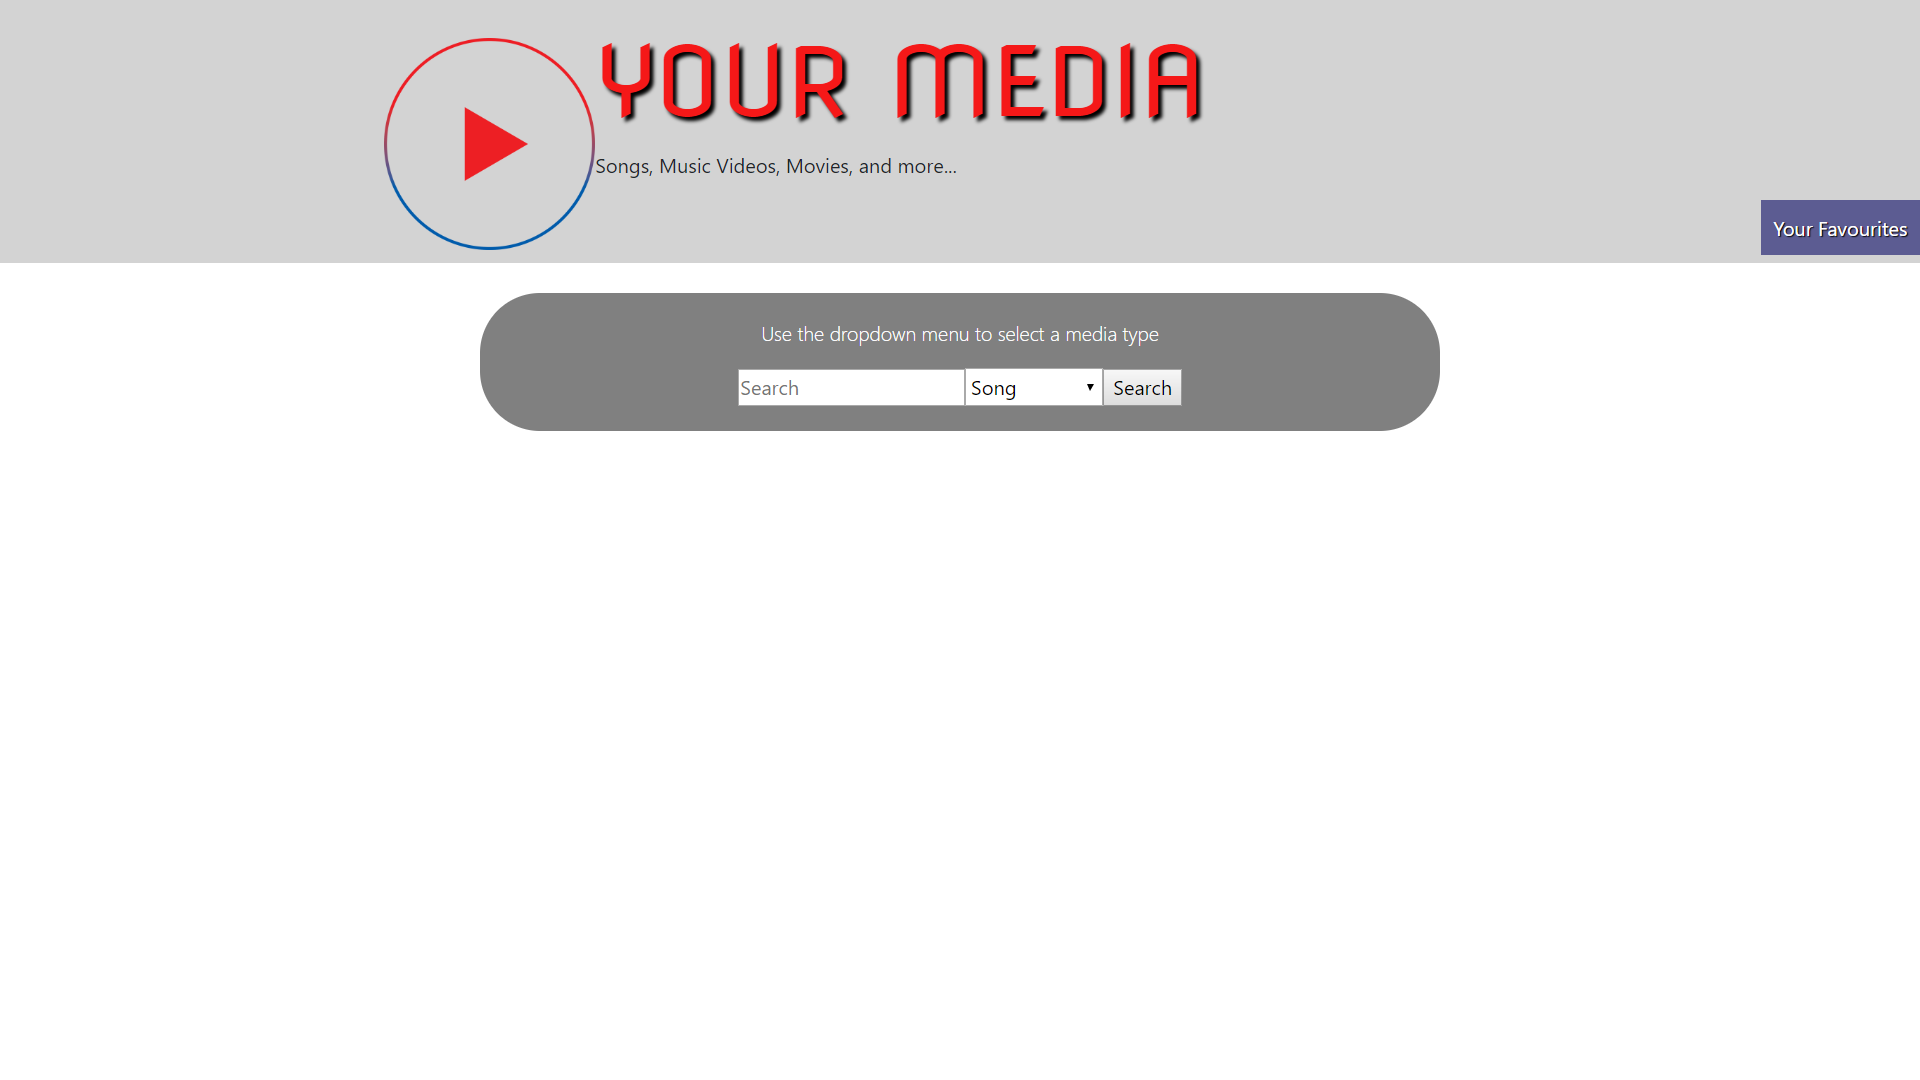 YOUR MEDIA
Songs, Music Videos, Movies, and more...
Your Favourites
Use the dropdown menu to select a media type
Search Song Search